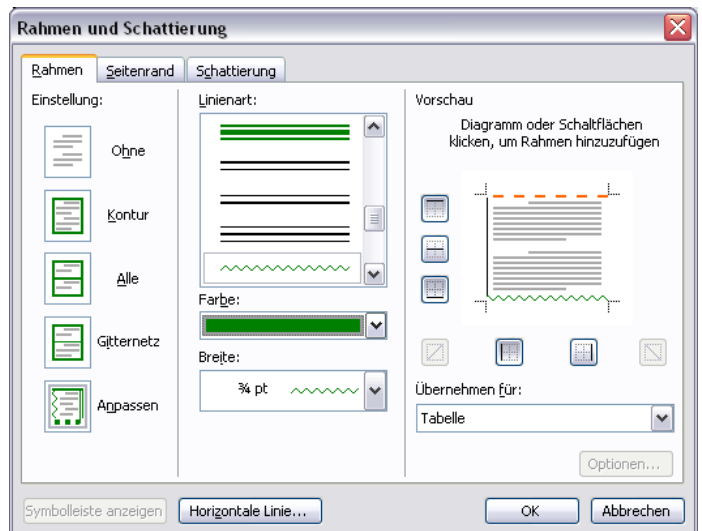 Rahmen und Schattierung
Rahmen
Seitenrand
Schattierung
Einstellung:
Ohne
Kontur
Alle
Gitternetz
Anpassen
Linienart:
Farbe:
Breite:
¾ pt
Vorschau
Diagramm oder Schaltflächen
klicken, um Rahmen hinzuzufügen
Übernehmen für:
Tabelle
Optionen...
Symbolleiste anzeigen
Horizontale Linie...
OK
Abbrechen